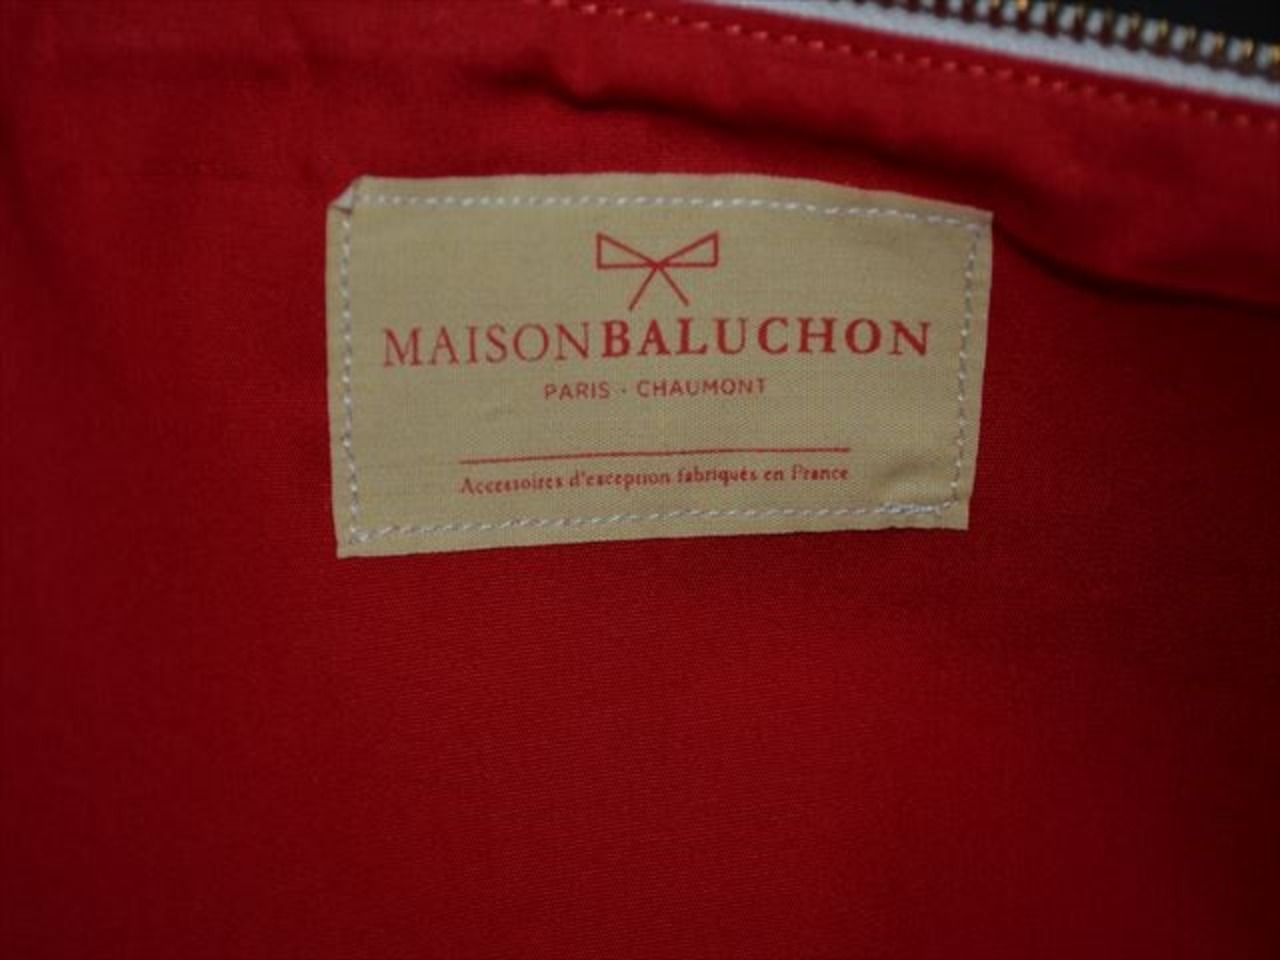 MAISONBALUCHON
PARIS - CHAUMONT
Accessoires d'exception fabriqués en France